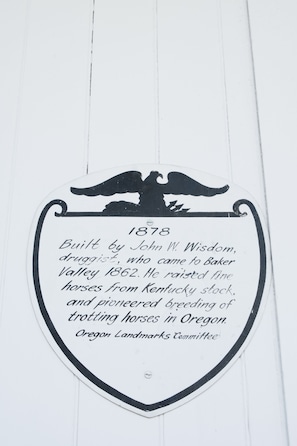 1878
Built by John W. Wisdom,
druggist, who came to Baker
Valley 1862. He raised fine
horses from Kentucky stock,
and pioneered breeding of
trotting horses in Oregon.
Oregon Landmarks Committee